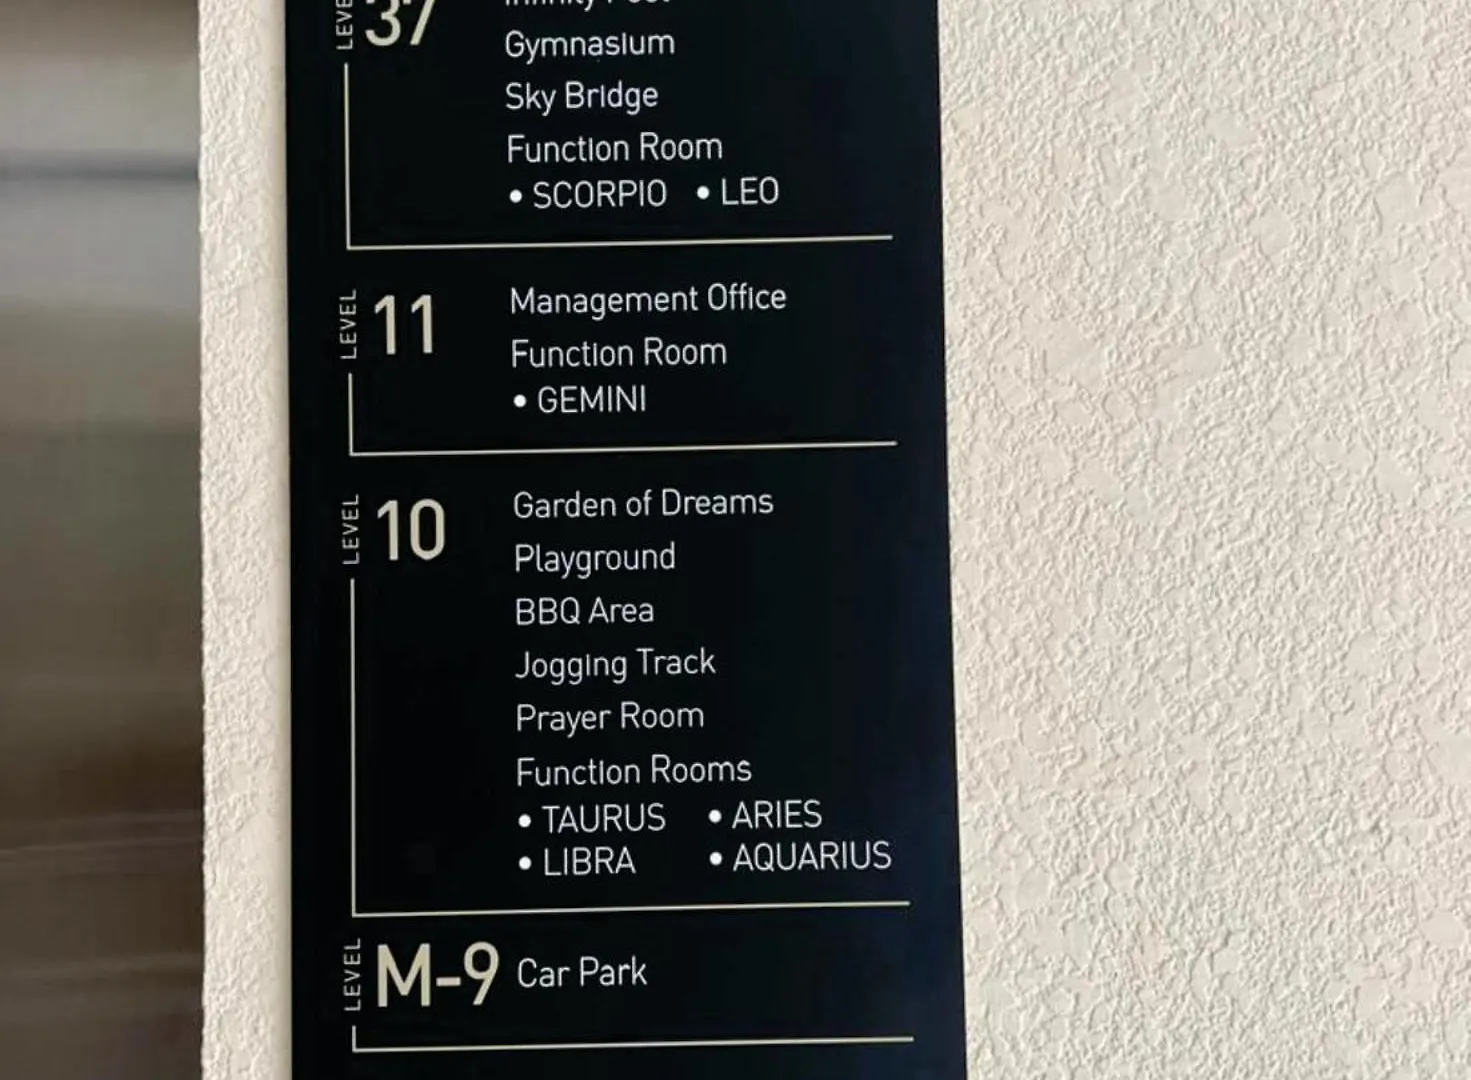 LEVEL 37
Infinity Pool
Gymnasium
Sky Bridge
Function Room
• SCORPIO • LEO
LEVEL 11
Management Office
Function Room
• GEMINI
LEVEL 10
Garden of Dreams
Playground
BBQ Area
Jogging Track
Prayer Room
Function Rooms
• TAURUS • ARIES
• LIBRA • AQUARIUS
LEVEL M-9 Car Park